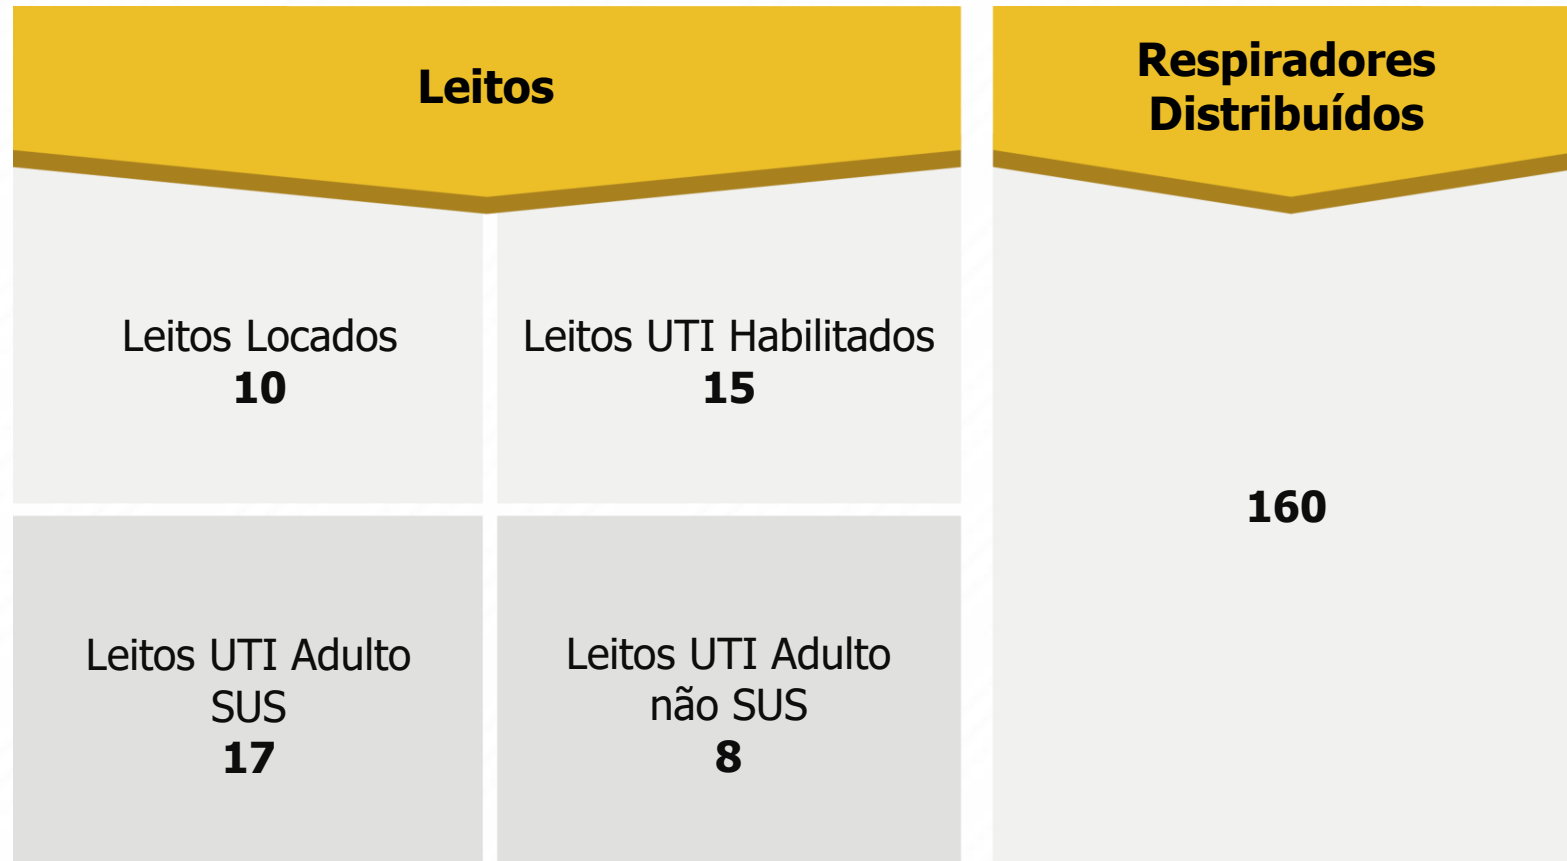 Leitos
Leitos Locados
10
Leitos UTI Habilitados
15
Leitos UTI Adulto
SUS
17
Leitos UTI Adulto
não SUS
8
Respiradores
Distribuídos
160